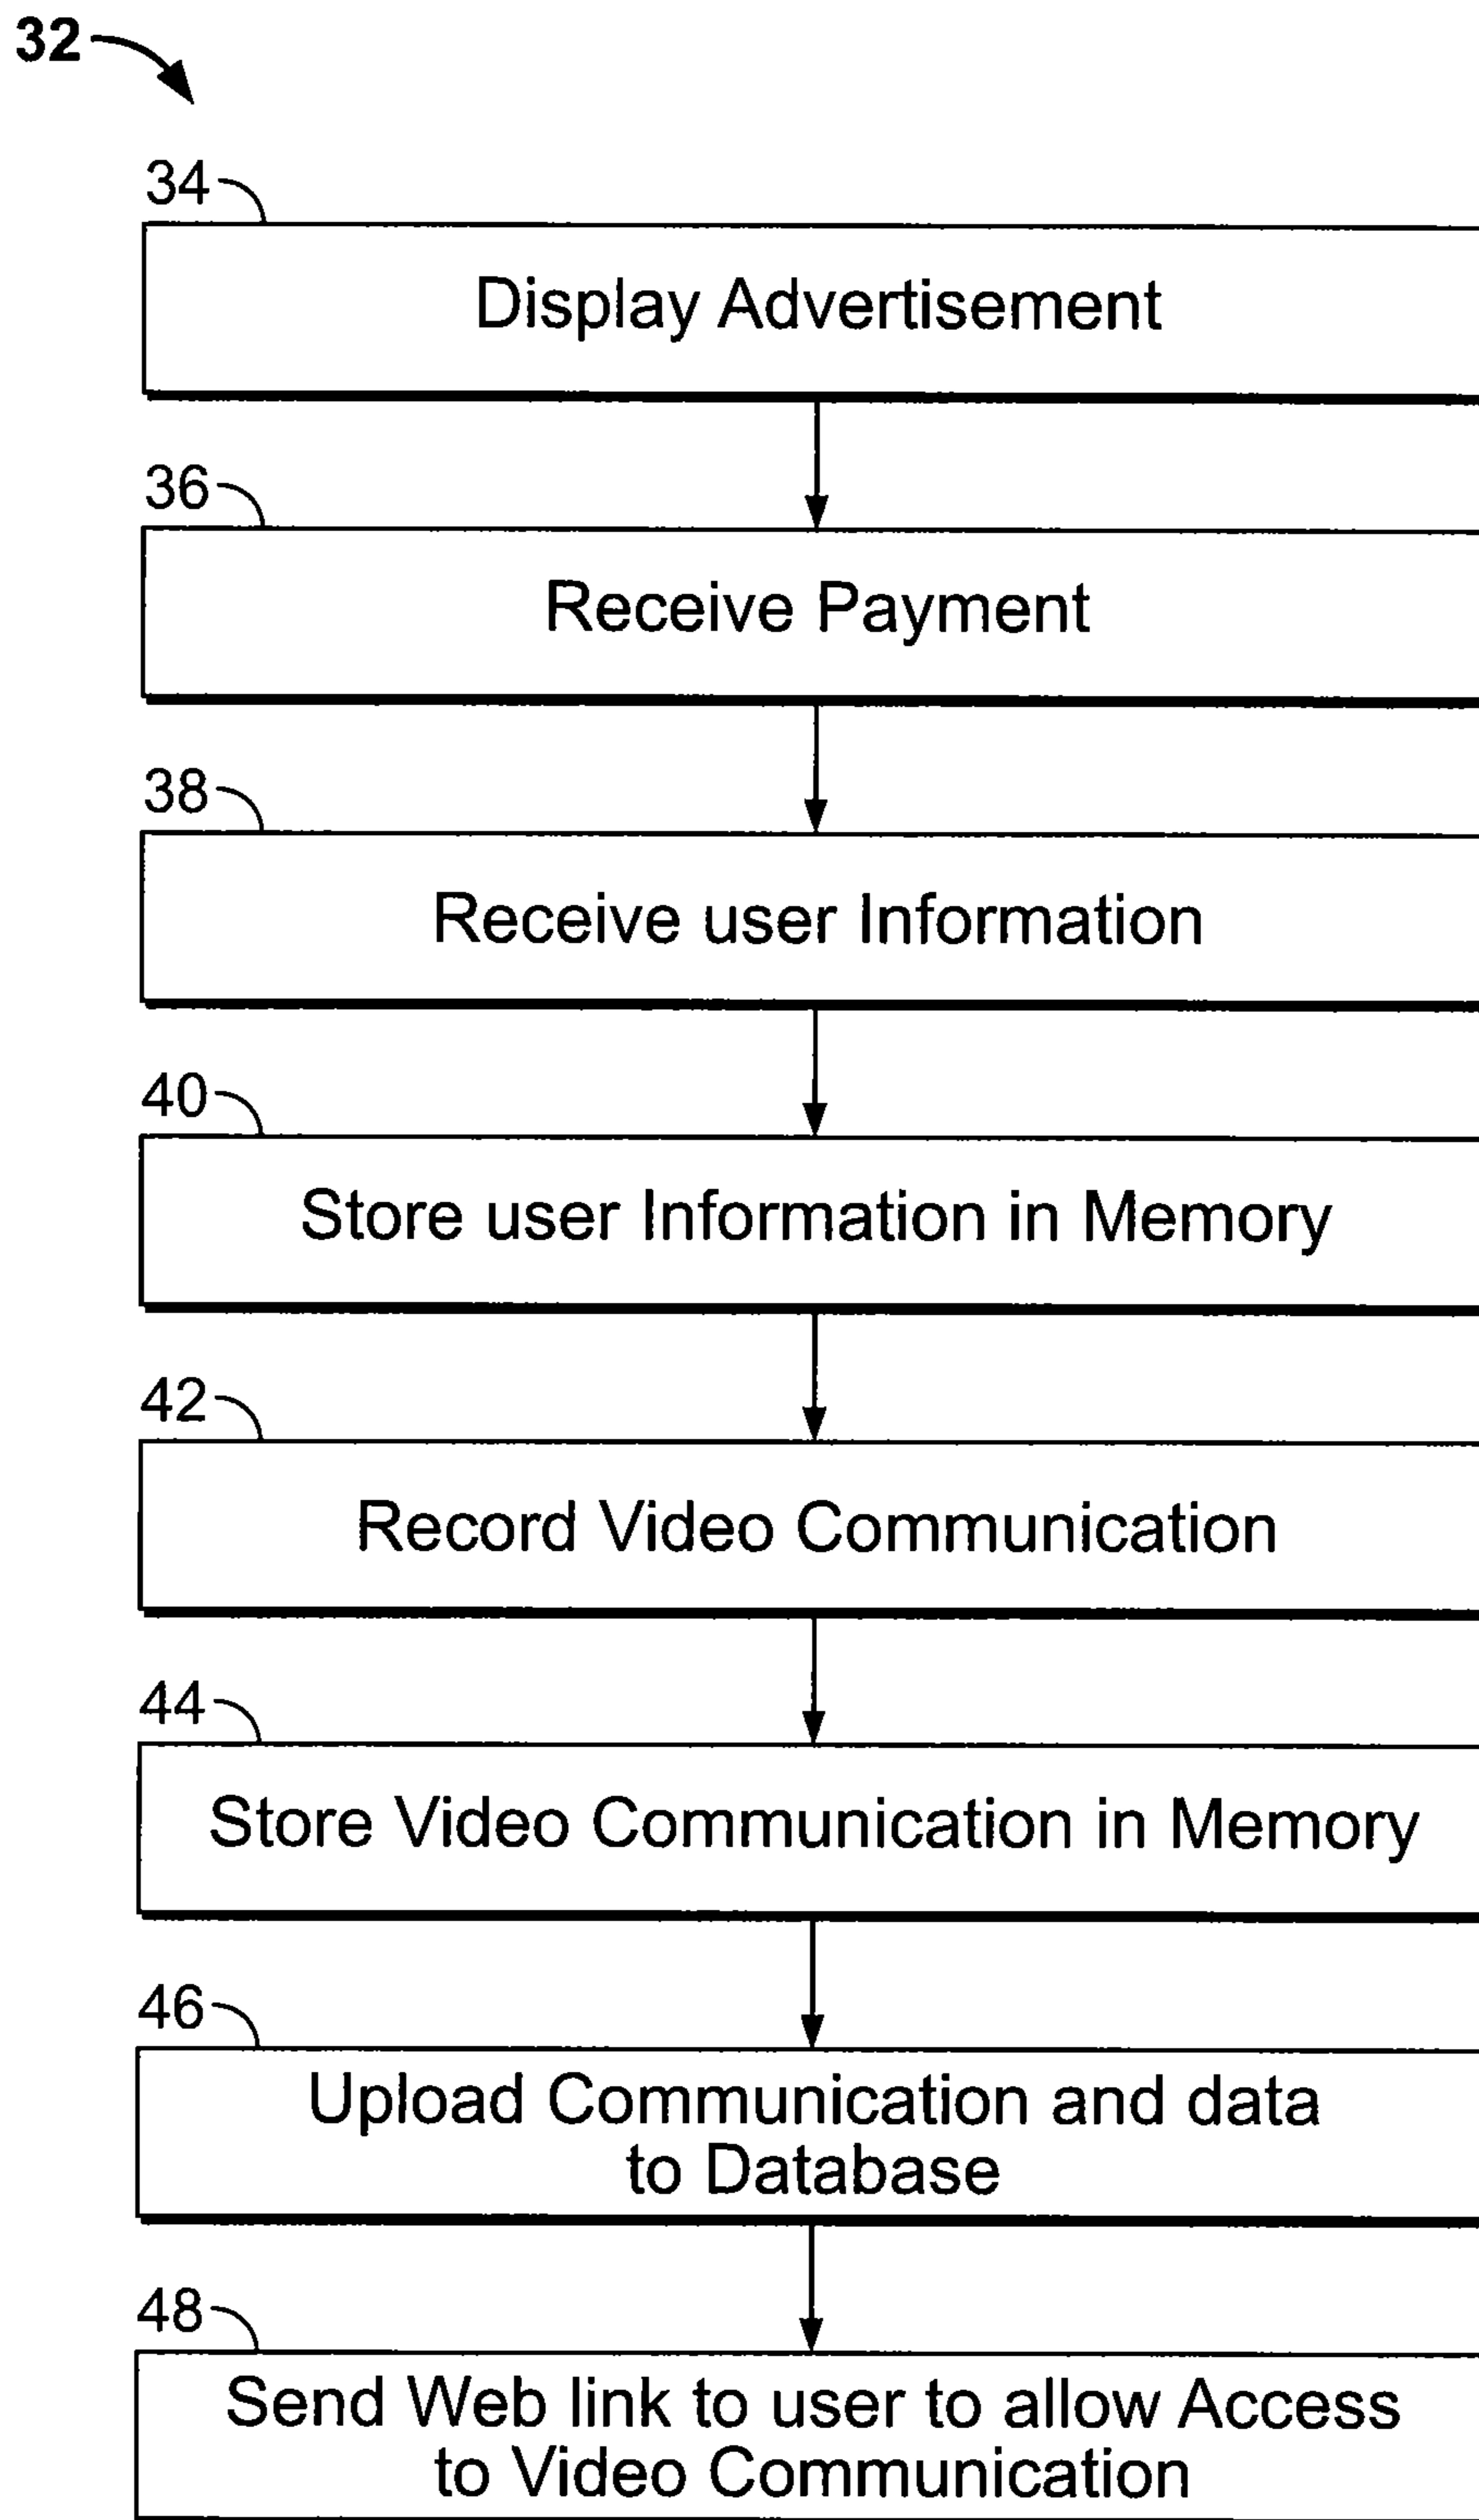 32
34
Display Advertisement
36
Receive Payment
38
Receive user Information
40
Store user Information in Memory
42
Record Video Communication
44
Store Video Communication in Memory
46
Upload Communication and data
to Database
48
Send Web link to user to allow Access
to Video Communication